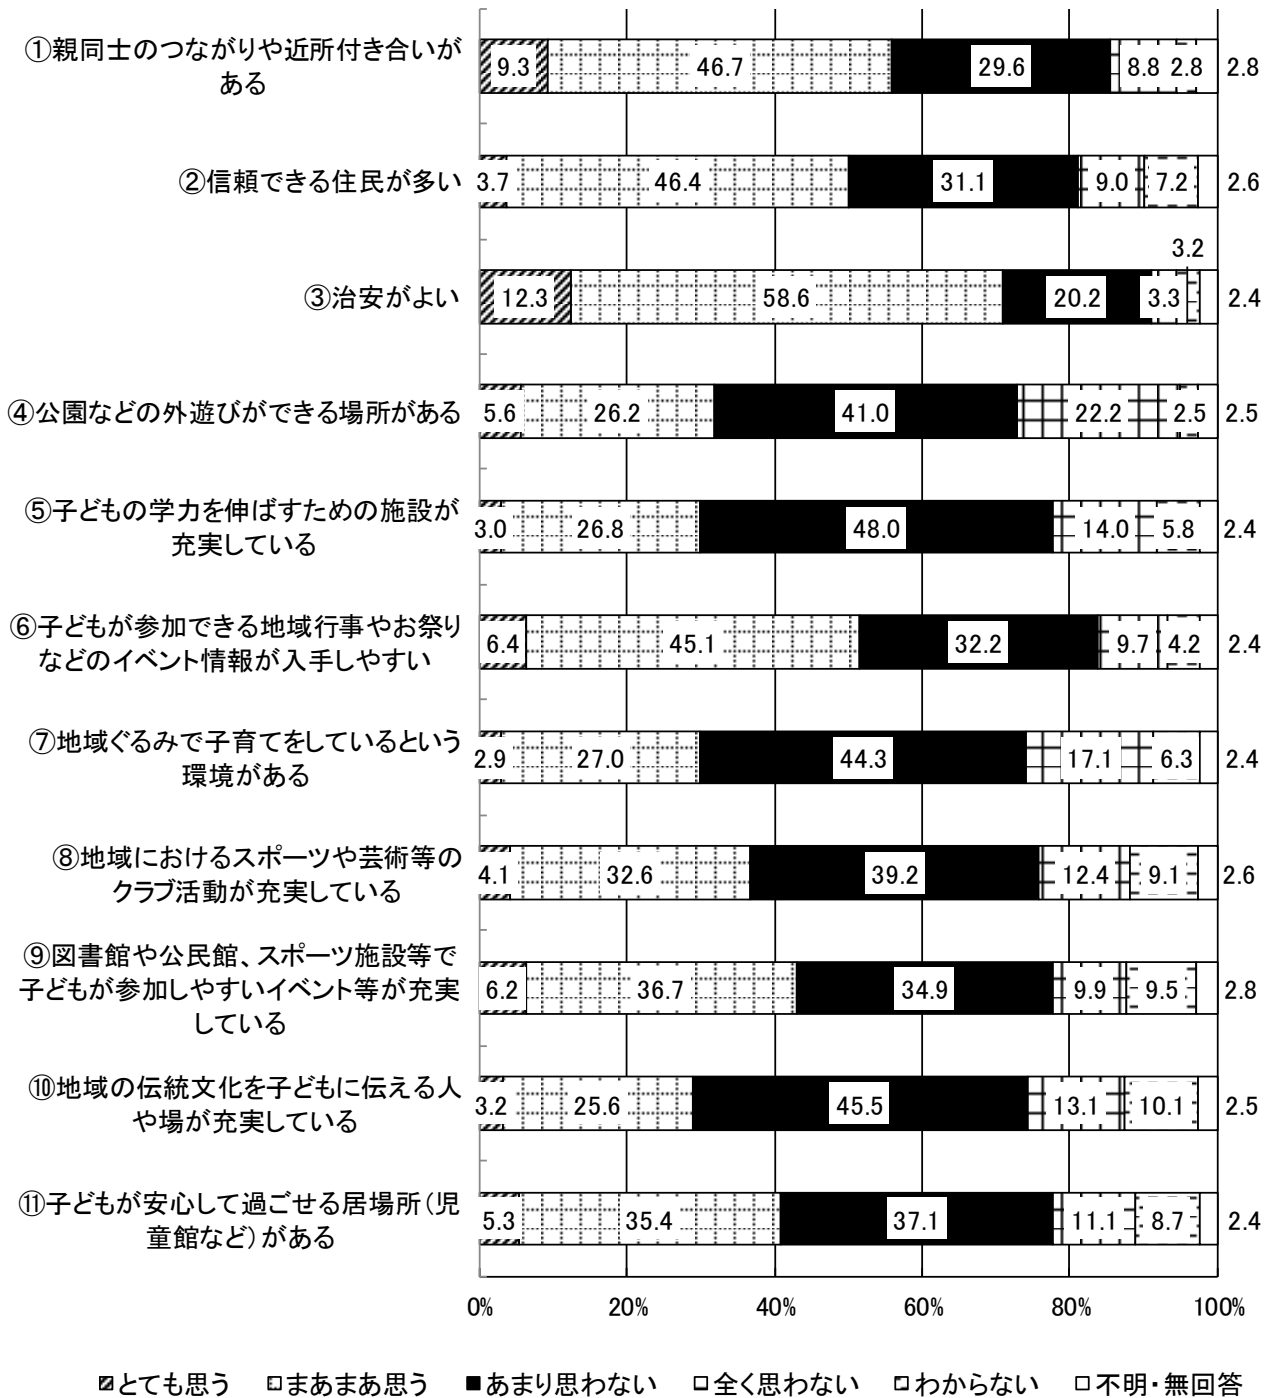 ①親同士のつながりや近所付き合いが
ある
9.3 46.7 29.6 8.8 2.8 2.8
②信頼できる住民が多い
3.7 46.4 31.1 9.0 7.2 2.6
③治安がよい
12.3 58.6 20.2 3.3 3.2 2.4
④公園などの外遊びができる場所がある
5.6 26.2 41.0 22.2 2.5 2.5
⑤子どもの学力を伸ばすための施設が
充実している
3.0 26.8 48.0 14.0 5.8 2.4
⑥子どもが参加できる地域行事やお祭り
などのイベント情報が入手しやすい
6.4 45.1 32.2 9.7 4.2 2.4
⑦地域ぐるみで子育てをしているという
環境がある
2.9 27.0 44.3 17.1 6.3 2.4
⑧地域におけるスポーツや芸術等の
クラブ活動が充実している
4.1 32.6 39.2 12.4 9.1 2.6
⑨図書館や公民館、スポーツ施設等で
子どもが参加しやすいイベント等が充実
している
6.2 36.7 34.9 9.9 9.5 2.8
⑩地域の伝統文化を子どもに伝える人
や場が充実している
3.2 25.6 45.5 13.1 10.1 2.5
⑪子どもが安心して過ごせる居場所(児
童館など)がある
5.3 35.4 37.1 11.1 8.7 2.4
0% 20% 40% 60% 80% 100%
とても思う まあまあ思う あまり思わない 全く思わない わからない 不明・無回答